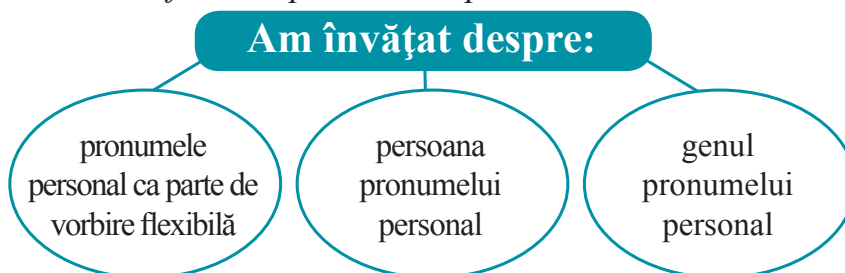 Am învăţat despre:
pronumele
personal ca parte de
vorbire flexibilă
persoana
pronumelui
personal
genul
pronumelui
personal